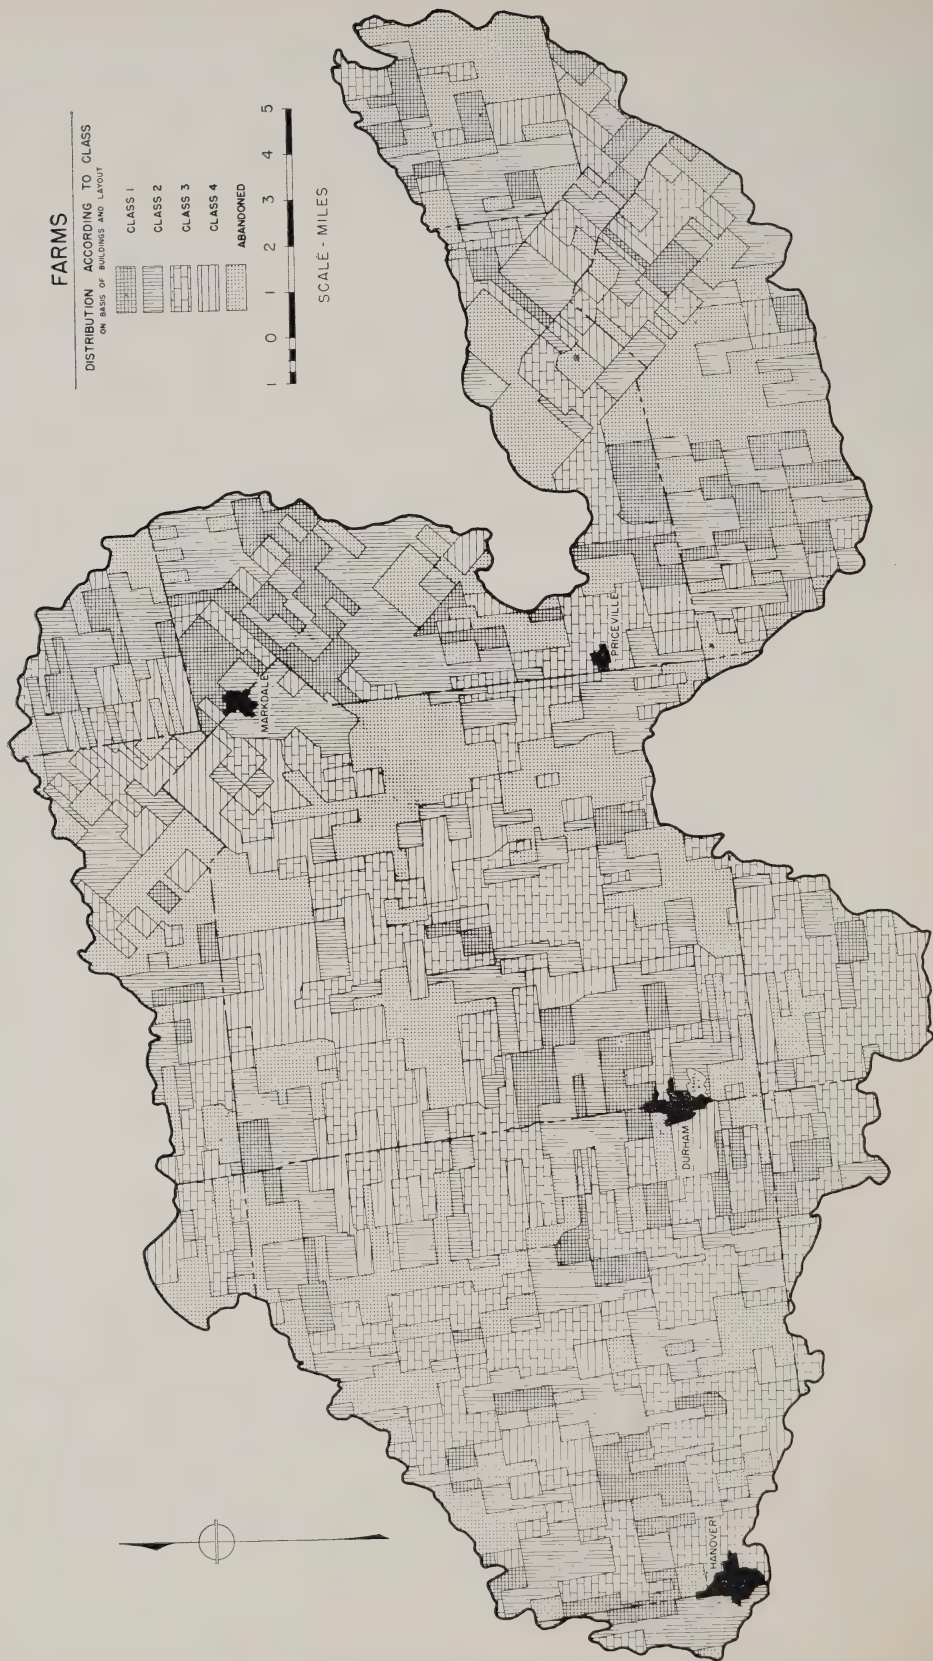 FARMS
DISTRIBUTION ACCORDING TO CLASS
ON BASIS OF BUILDINGS AND LAYOUT
CLASS 1
CLASS 2
CLASS 3
CLASS 4
ABANDONED
1 0 1 2 3 4 5
SCALE - MILES
MARKDALE
PRICEVILLE
DURHAM
HANOVER